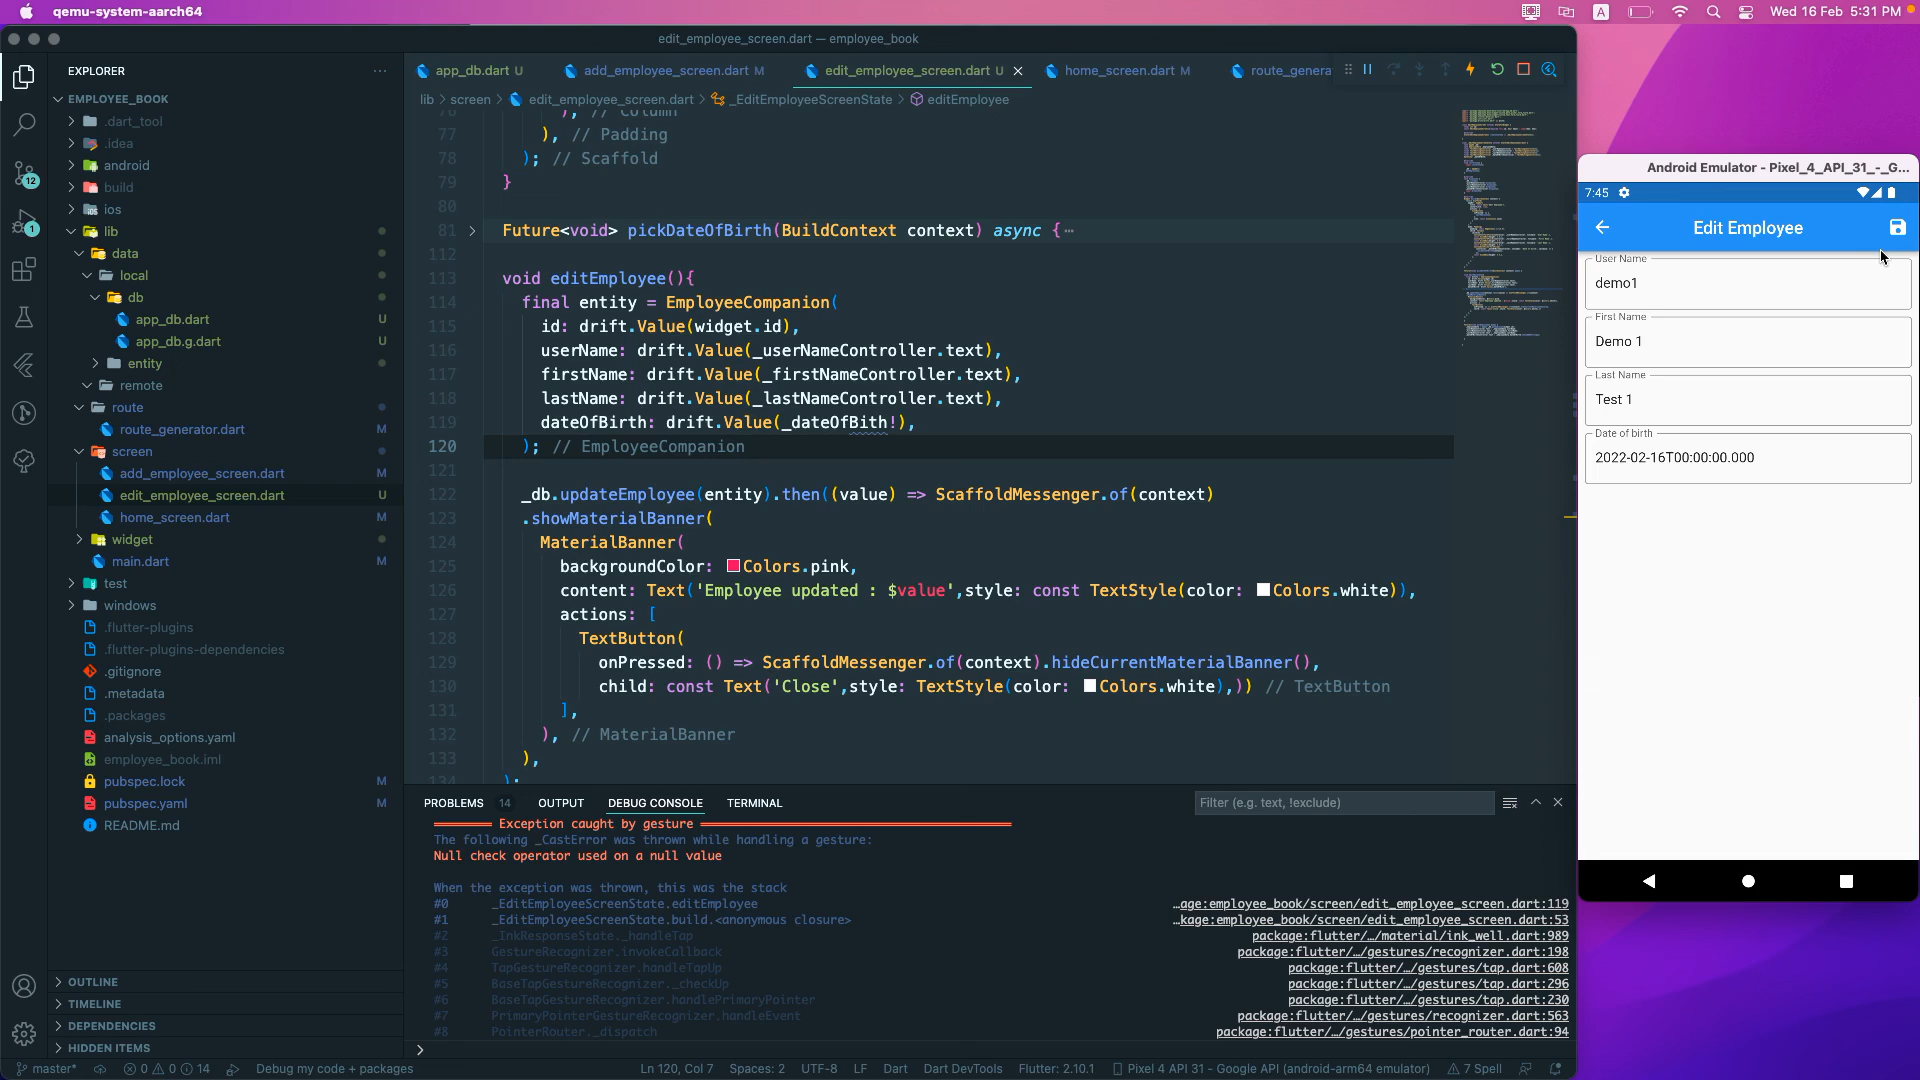 qemu-system-aarch64
A
Wed 16 Feb 5:31 PM
edit_employee_screen.dart — employee_book
EXPLORER
EMPLOYEE_BOOK
.dart_tool
.idea
android
build
ios
lib
data
local
db
app_db.dart U
app_db.g.dart U
entity
remote
route
route_generator.dart M
screen
add_employee_screen.dart M
edit_employee_screen.dart U
home_screen.dart M
widget
main.dart M
test
windows
.flutter-plugins
.flutter-plugins-dependencies
.gitignore
.metadata
.packages
analysis_options.yaml
employee_book.iml
pubspec.lock M
pubspec.yaml M
README.md
OUTLINE
TIMELINE
DEPENDENCIES
HIDDEN ITEMS
12
1
app_db.dart U
add_employee_screen.dart M
edit_employee_screen.dart U
home_screen.dart M
route_genera
lib > screen > edit_employee_screen.dart > _EditEmployeeScreenState > editEmployee
76 ), // Column
77 ), // Padding
78 ); // Scaffold
79 }
80
81 Future<void> pickDateOfBirth(BuildContext context) async {
112
113 void editEmployee(){
114 final entity = EmployeeCompanion(
115 id: drift.Value(widget.id),
116 userName: drift.Value(_userNameController.text),
117 firstName: drift.Value(_firstNameController.text),
118 lastName: drift.Value(_lastNameController.text),
119 dateOfBirth: drift.Value(_dateOfBith!),
120 ); // EmployeeCompanion
121
122 _db.updateEmployee(entity).then((value) => ScaffoldMessenger.of(context)
123 .showMaterialBanner(
124 MaterialBanner(
125 backgroundColor: Colors.pink,
126 content: Text('Employee updated : $value',style: const TextStyle(color: Colors.white)),
127 actions: [
128 TextButton(
129 onPressed: () => ScaffoldMessenger.of(context).hideCurrentMaterialBanner(),
130 child: const Text('Close',style: TextStyle(color: Colors.white),)) // TextButton
131 ],
132 ), // MaterialBanner
133 ),
134 );
PROBLEMS 14 OUTPUT DEBUG CONSOLE TERMINAL
Filter (e.g. text, !exclude)
Exception caught by gesture
The following _CastError was thrown while handling a gesture:
Null check operator used on a null value
When the exception was thrown, this was the stack
#0 _EditEmployeeScreenState.editEmployee …age:employee_book/screen/edit_employee_screen.dart:119
#1 _EditEmployeeScreenState.build.<anonymous closure> …kage:employee_book/screen/edit_employee_screen.dart:53
#2 _InkResponseState._handleTap package:flutter/…/material/ink_well.dart:989
#3 GestureRecognizer.invokeCallback package:flutter/…/gestures/recognizer.dart:198
#4 TapGestureRecognizer.handleTapUp package:flutter/…/gestures/tap.dart:608
#5 BaseTapGestureRecognizer._checkUp package:flutter/…/gestures/tap.dart:296
#6 BaseTapGestureRecognizer.handlePrimaryPointer package:flutter/…/gestures/tap.dart:230
#7 PrimaryPointerGestureRecognizer.handleEvent package:flutter/…/gestures/recognizer.dart:563
#8 PointerRouter._dispatch package:flutter/…/gestures/pointer_router.dart:94
master* 0 0 14 Debug my code + packages
Ln 120, Col 7 Spaces: 2 UTF-8 LF Dart Dart DevTools Flutter: 2.10.1 Pixel 4 API 31 - Google API (android-arm64 emulator) 7 Spell
Android Emulator - Pixel_4_API_31_-_G...
7:45
Edit Employee
User Name
demo1
First Name
Demo 1
Last Name
Test 1
Date of birth
2022-02-16T00:00:00.000